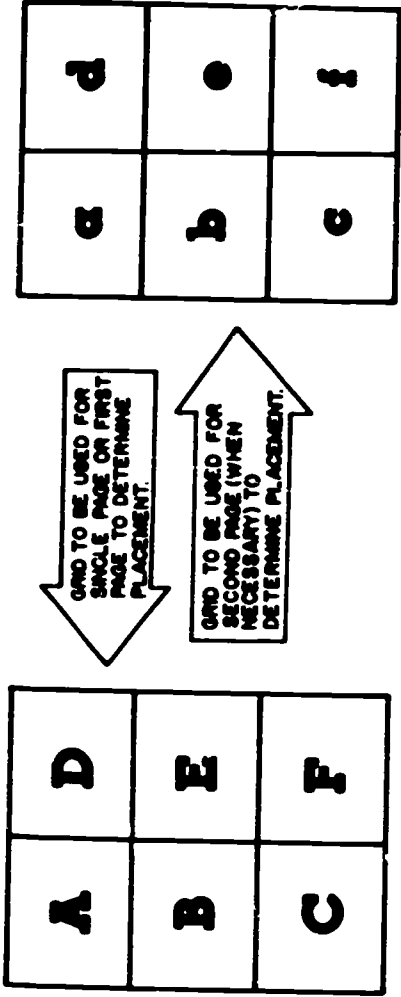 A D
B E
C F
GRID TO BE USED FOR
SINGLE PAGE OR FIRST
PAGE TO DETERMINE
PLACEMENT.
GRID TO BE USED FOR
SECOND PAGE (WHEN
NECESSARY) TO
DETERMINE PLACEMENT.
a d
b e
c f